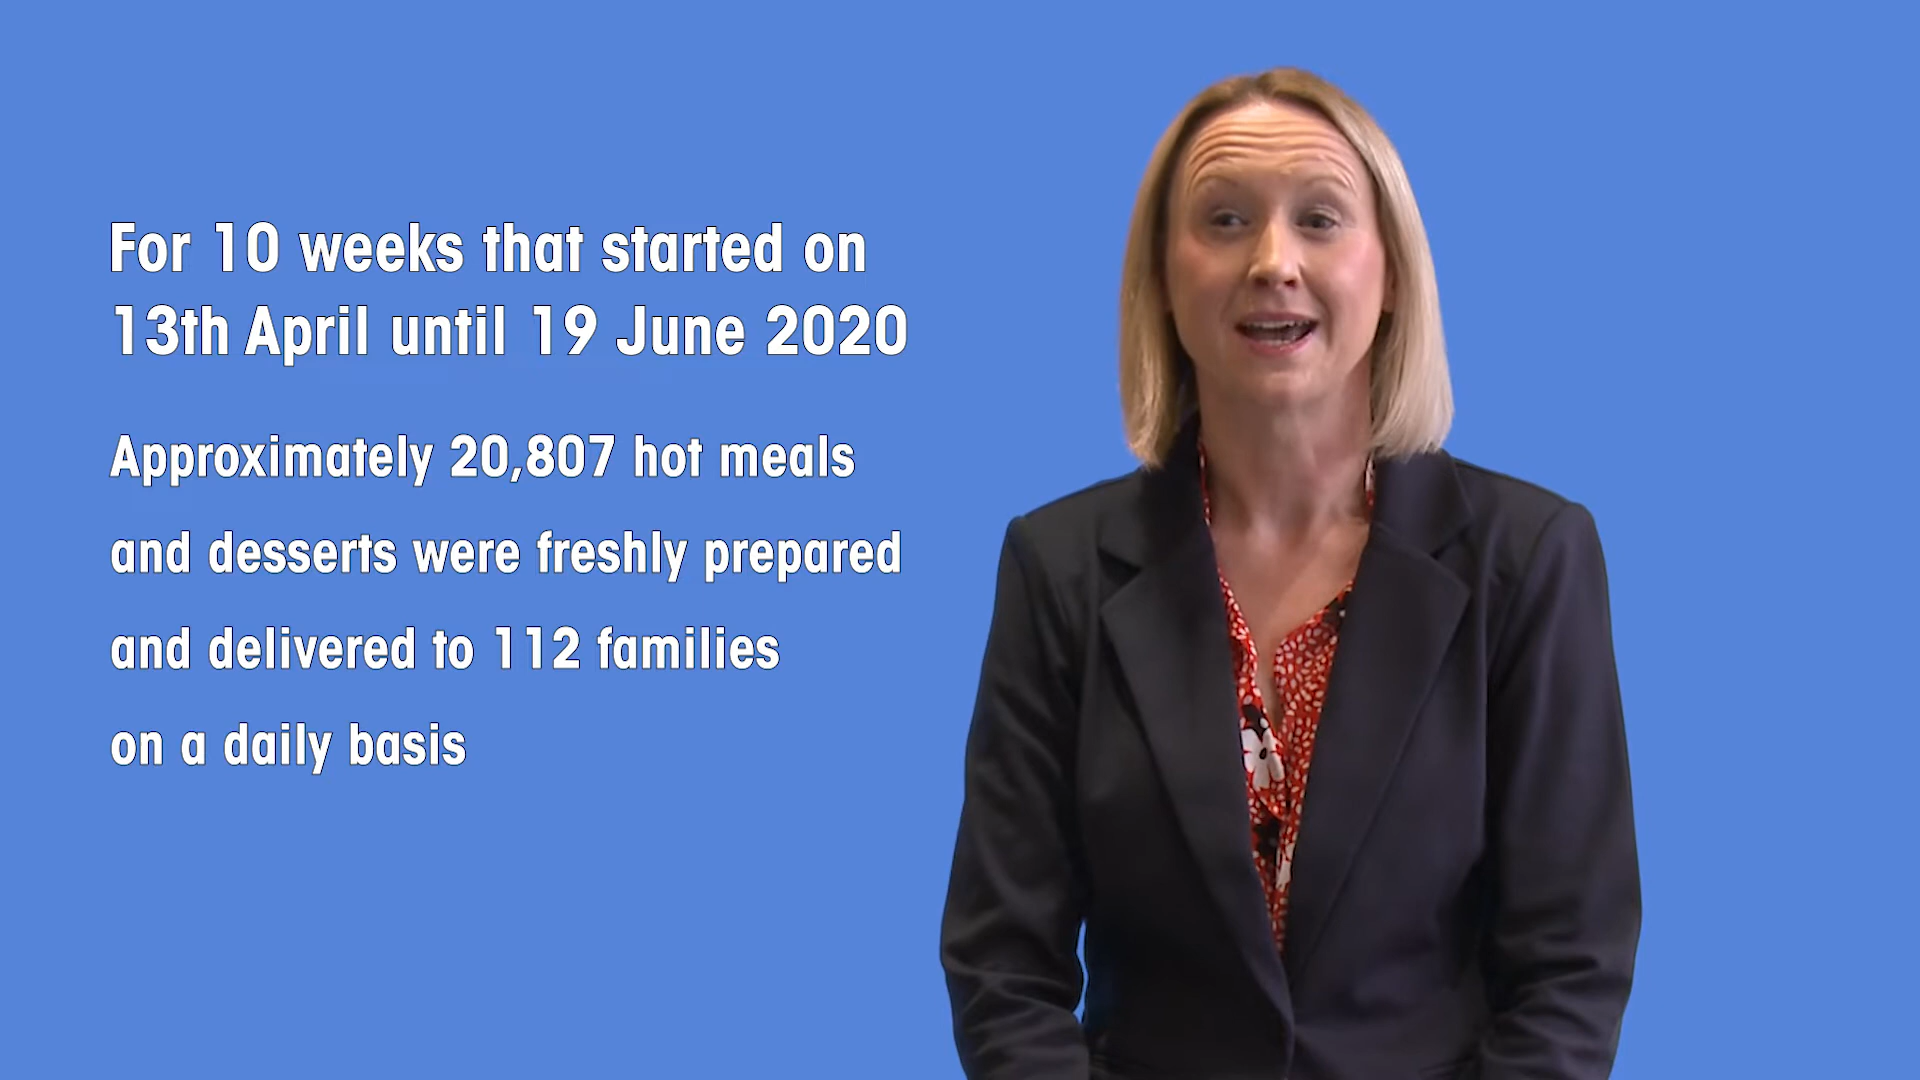 For 10 weeks that started on
13th April until 19 June 2020
Approximately 20,807 hot meals
and desserts were freshly prepared
and delivered to 112 families
on a daily basis